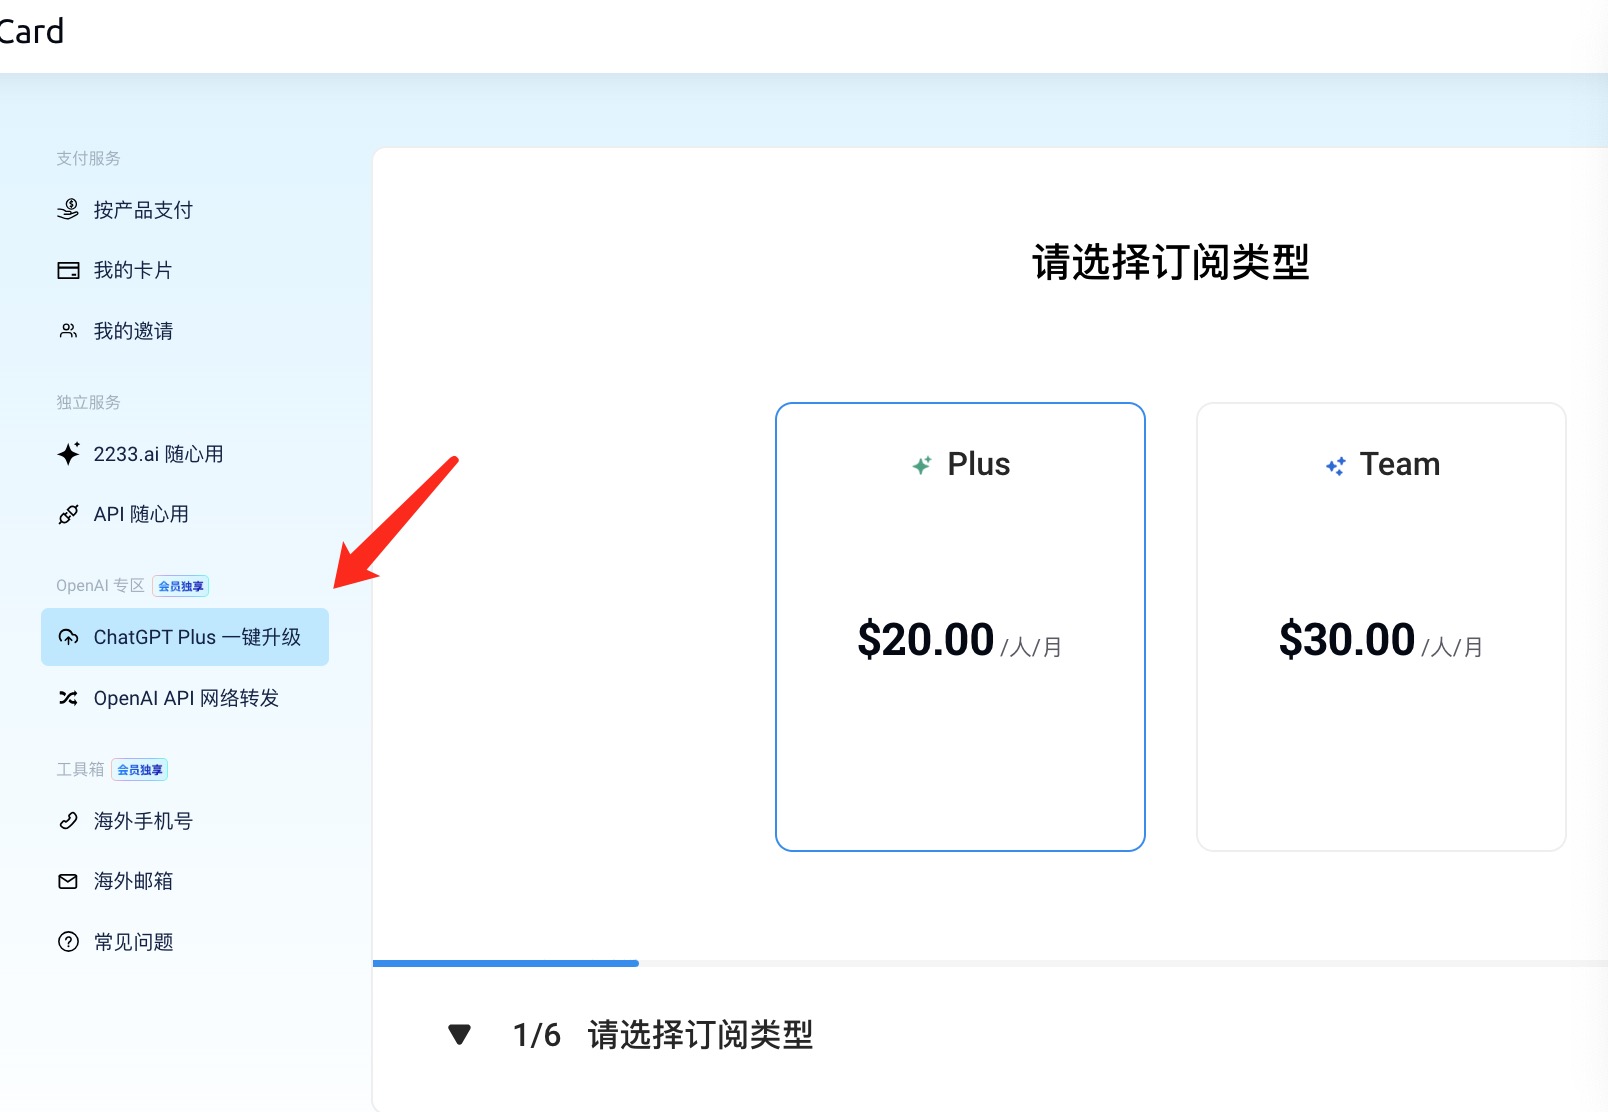 Card
支付服务
按产品支付
我的卡片
我的邀请
独立服务
2233.ai 随心用
API 随心用
OpenAI 专区 会员独享
ChatGPT Plus 一键升级
OpenAI API 网络转发
工具箱 会员独享
海外手机号
海外邮箱
常见问题
请选择订阅类型
Plus
$20.00 /人/月
Team
$30.00 /人/月
1/6 请选择订阅类型